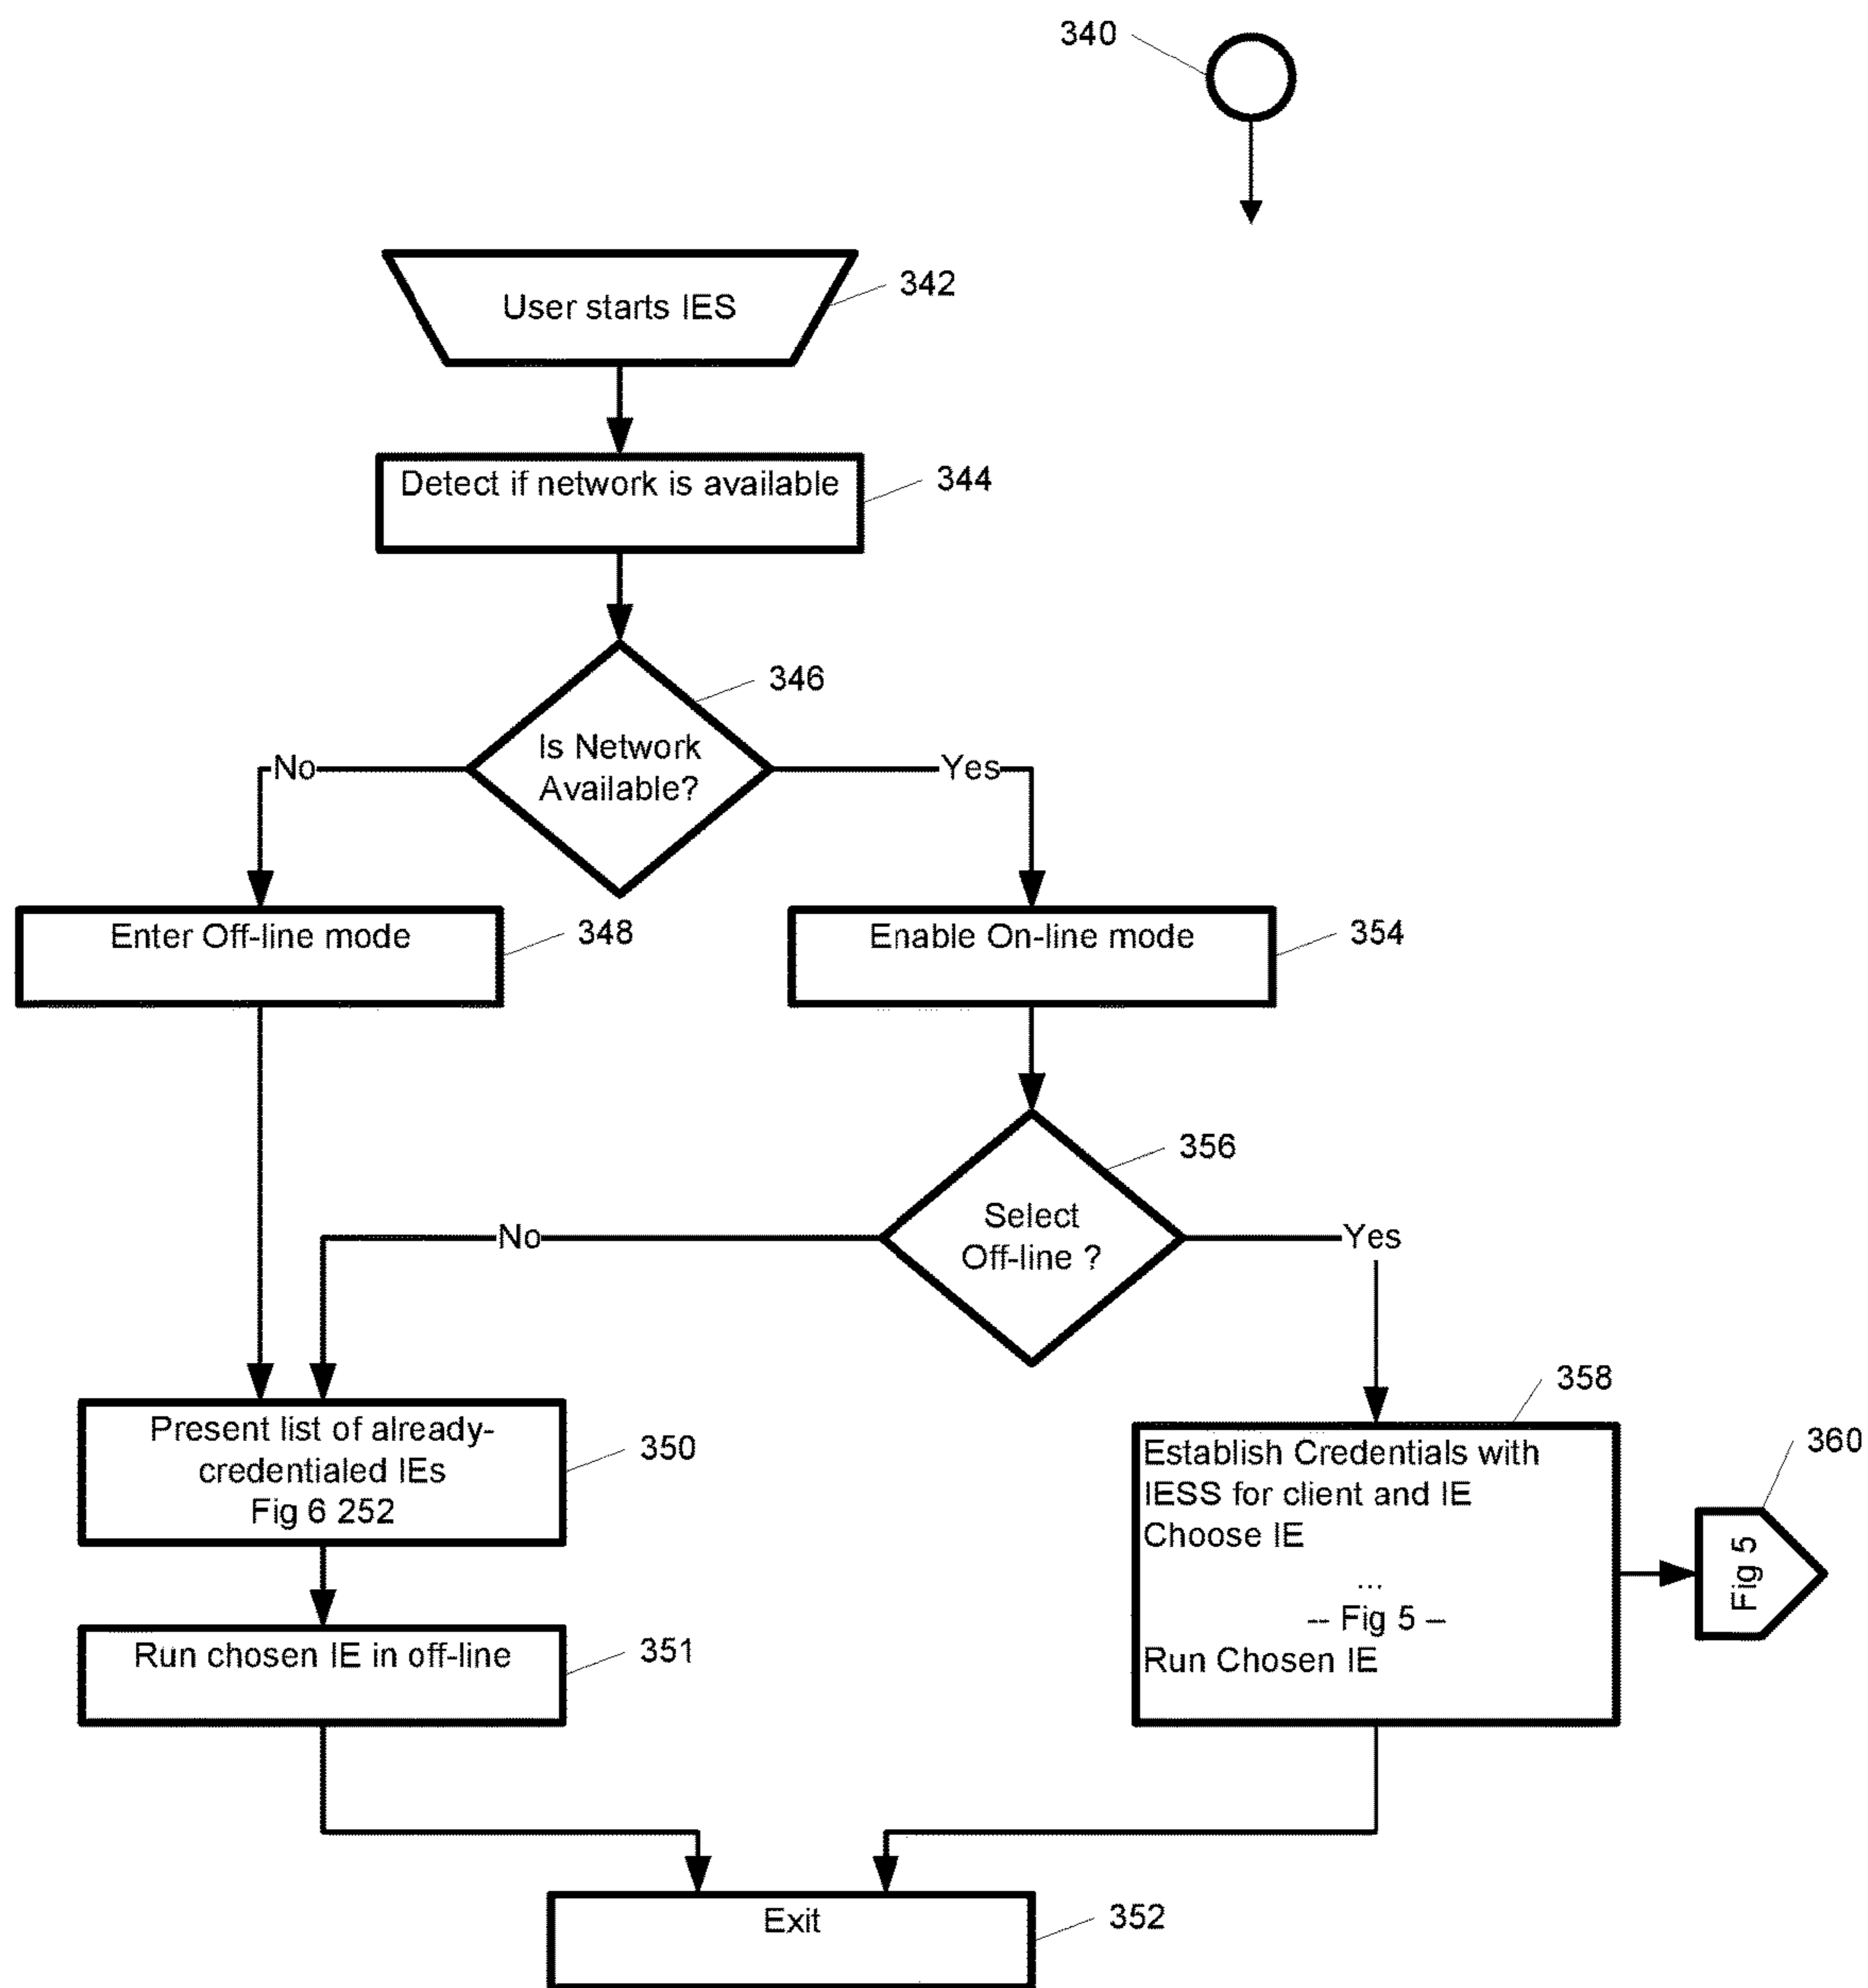 340
User starts IES
342
Detect if network is available
344
346
Is Network
Available?
No
Yes
Enter Off-line mode
348
Enable On-line mode
354
356
Select
Off-line ?
No
Yes
Present list of already-
credentialed IEs
Fig 6 252
350
358
Establish Credentials with
IESS for client and IE
Choose IE
...
-- Fig 5 –
Run Chosen IE
360
Fig 5
Run chosen IE in off-line
351
Exit
352